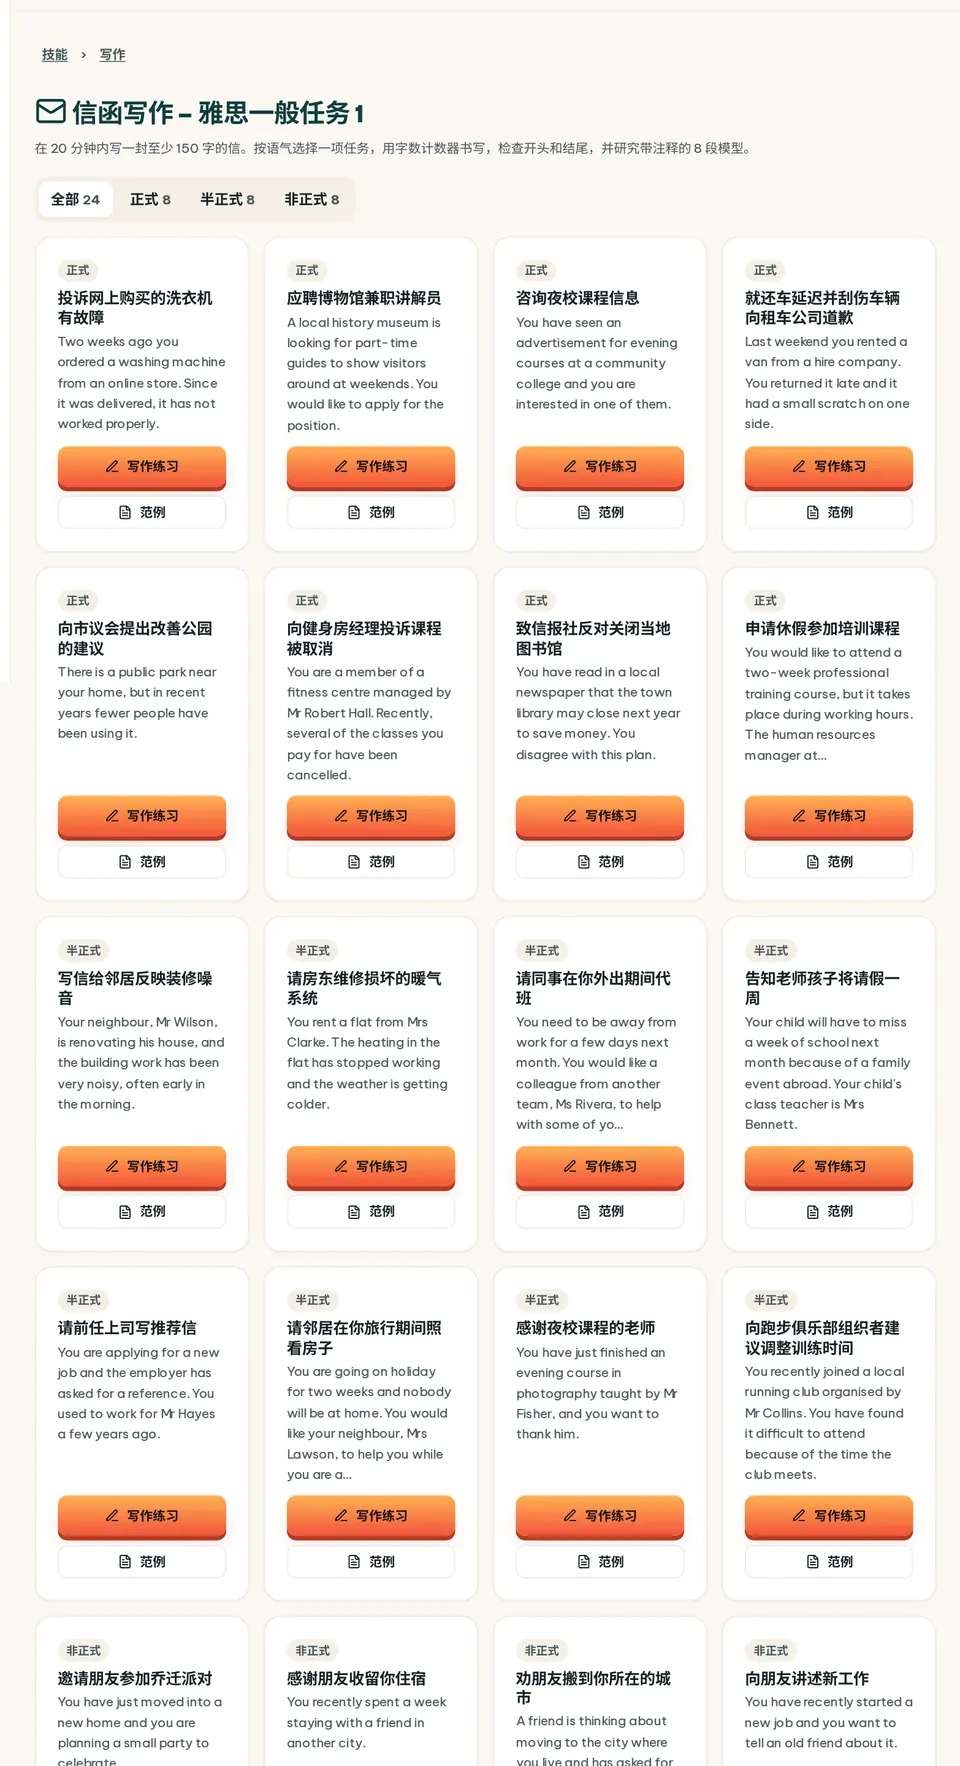 技能 › 写作
信函写作 – 雅思一般任务 1
在 20 分钟内写一封至少 150 字的信。按语气选择一项任务，用字数计数器书写，检查开头和结尾，并研究带注释的 8 段模型。
全部 24 正式 8 半正式 8 非正式 8
正式
投诉网上购买的洗衣机
有故障
Two weeks ago you
ordered a washing machine
from an online store. Since
it was delivered, it has not
worked properly.
写作练习
范例
正式
应聘博物馆兼职讲解员
A local history museum is
looking for part-time
guides to show visitors
around at weekends. You
would like to apply for the
position.
写作练习
范例
正式
咨询夜校课程信息
You have seen an
advertisement for evening
courses at a community
college and you are
interested in one of them.
写作练习
范例
正式
就还车延迟并刮伤车辆
向租车公司道歉
Last weekend you rented a
van from a hire company.
You returned it late and it
had a small scratch on one
side.
写作练习
范例
正式
向市议会提出改善公园
的建议
There is a public park near
your home, but in recent
years fewer people have
been using it.
写作练习
范例
正式
向健身房经理投诉课程
被取消
You are a member of a
fitness centre managed by
Mr Robert Hall. Recently,
several of the classes you
pay for have been
cancelled.
写作练习
范例
正式
致信报社反对关闭当地
图书馆
You have read in a local
newspaper that the town
library may close next year
to save money. You
disagree with this plan.
写作练习
范例
正式
申请休假参加培训课程
You would like to attend a
two-week professional
training course, but it takes
place during working hours.
The human resources
manager at...
写作练习
范例
半正式
写信给邻居反映装修噪
音
Your neighbour, Mr Wilson,
is renovating his house, and
the building work has been
very noisy, often early in
the morning.
写作练习
范例
半正式
请房东维修损坏的暖气
系统
You rent a flat from Mrs
Clarke. The heating in the
flat has stopped working
and the weather is getting
colder.
写作练习
范例
半正式
请同事在你外出期间代
班
You need to be away from
work for a few days next
month. You would like a
colleague from another
team, Ms Rivera, to help
with some of yo...
写作练习
范例
半正式
告知老师孩子将请假一
周
Your child will have to miss
a week of school next
month because of a family
event abroad. Your child's
class teacher is Mrs
Bennett.
写作练习
范例
半正式
请前任上司写推荐信
You are applying for a new
job and the employer has
asked for a reference. You
used to work for Mr Hayes
a few years ago.
写作练习
范例
半正式
请邻居在你旅行期间照
看房子
You are going on holiday
for two weeks and nobody
will be at home. You would
like your neighbour, Mrs
Lawson, to help you while
you are a...
写作练习
范例
半正式
感谢夜校课程的老师
You have just finished an
evening course in
photography taught by Mr
Fisher, and you want to
thank him.
写作练习
范例
半正式
向跑步俱乐部组织者建
议调整训练时间
You recently joined a local
running club organised by
Mr Collins. You have found
it difficult to attend
because of the time the
club meets.
写作练习
范例
非正式
邀请朋友参加乔迁派对
You have just moved into a
new home and you are
planning a small party to
celebrate.
非正式
感谢朋友收留你住宿
You recently spent a week
staying with a friend in
another city.
非正式
劝朋友搬到你所在的城
市
A friend is thinking about
moving to the city where
you live and has asked for
非正式
向朋友讲述新工作
You have recently started a
new job and you want to
tell an old friend about it.